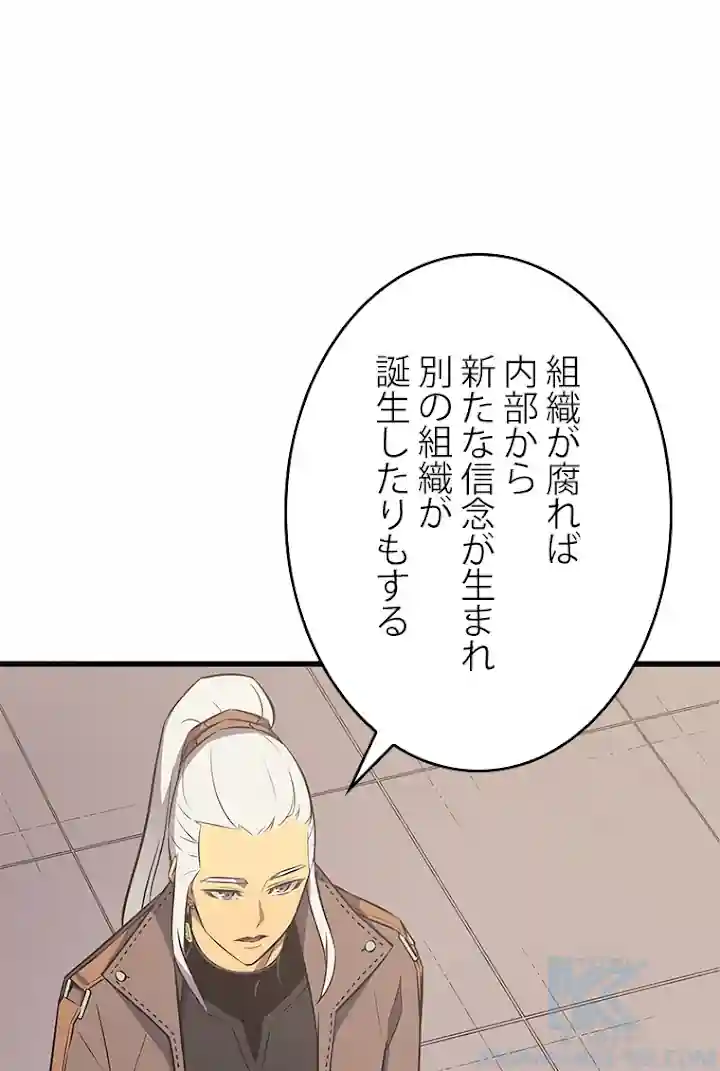 組織が腐れば
内部から
新たな信念が生まれ
別の組織が
誕生したりもする